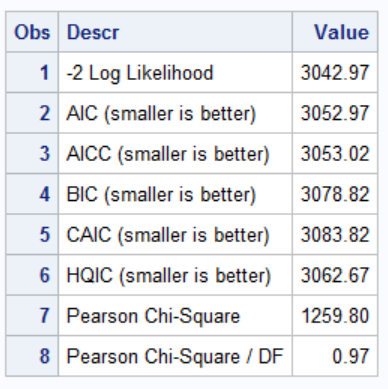 Obs Descr Value
1 -2 Log Likelihood 3042.97
2 AIC (smaller is better) 3052.97
3 AICC (smaller is better) 3053.02
4 BIC (smaller is better) 3078.82
5 CAIC (smaller is better) 3083.82
6 HQIC (smaller is better) 3062.67
7 Pearson Chi-Square 1259.80
8 Pearson Chi-Square / DF 0.97